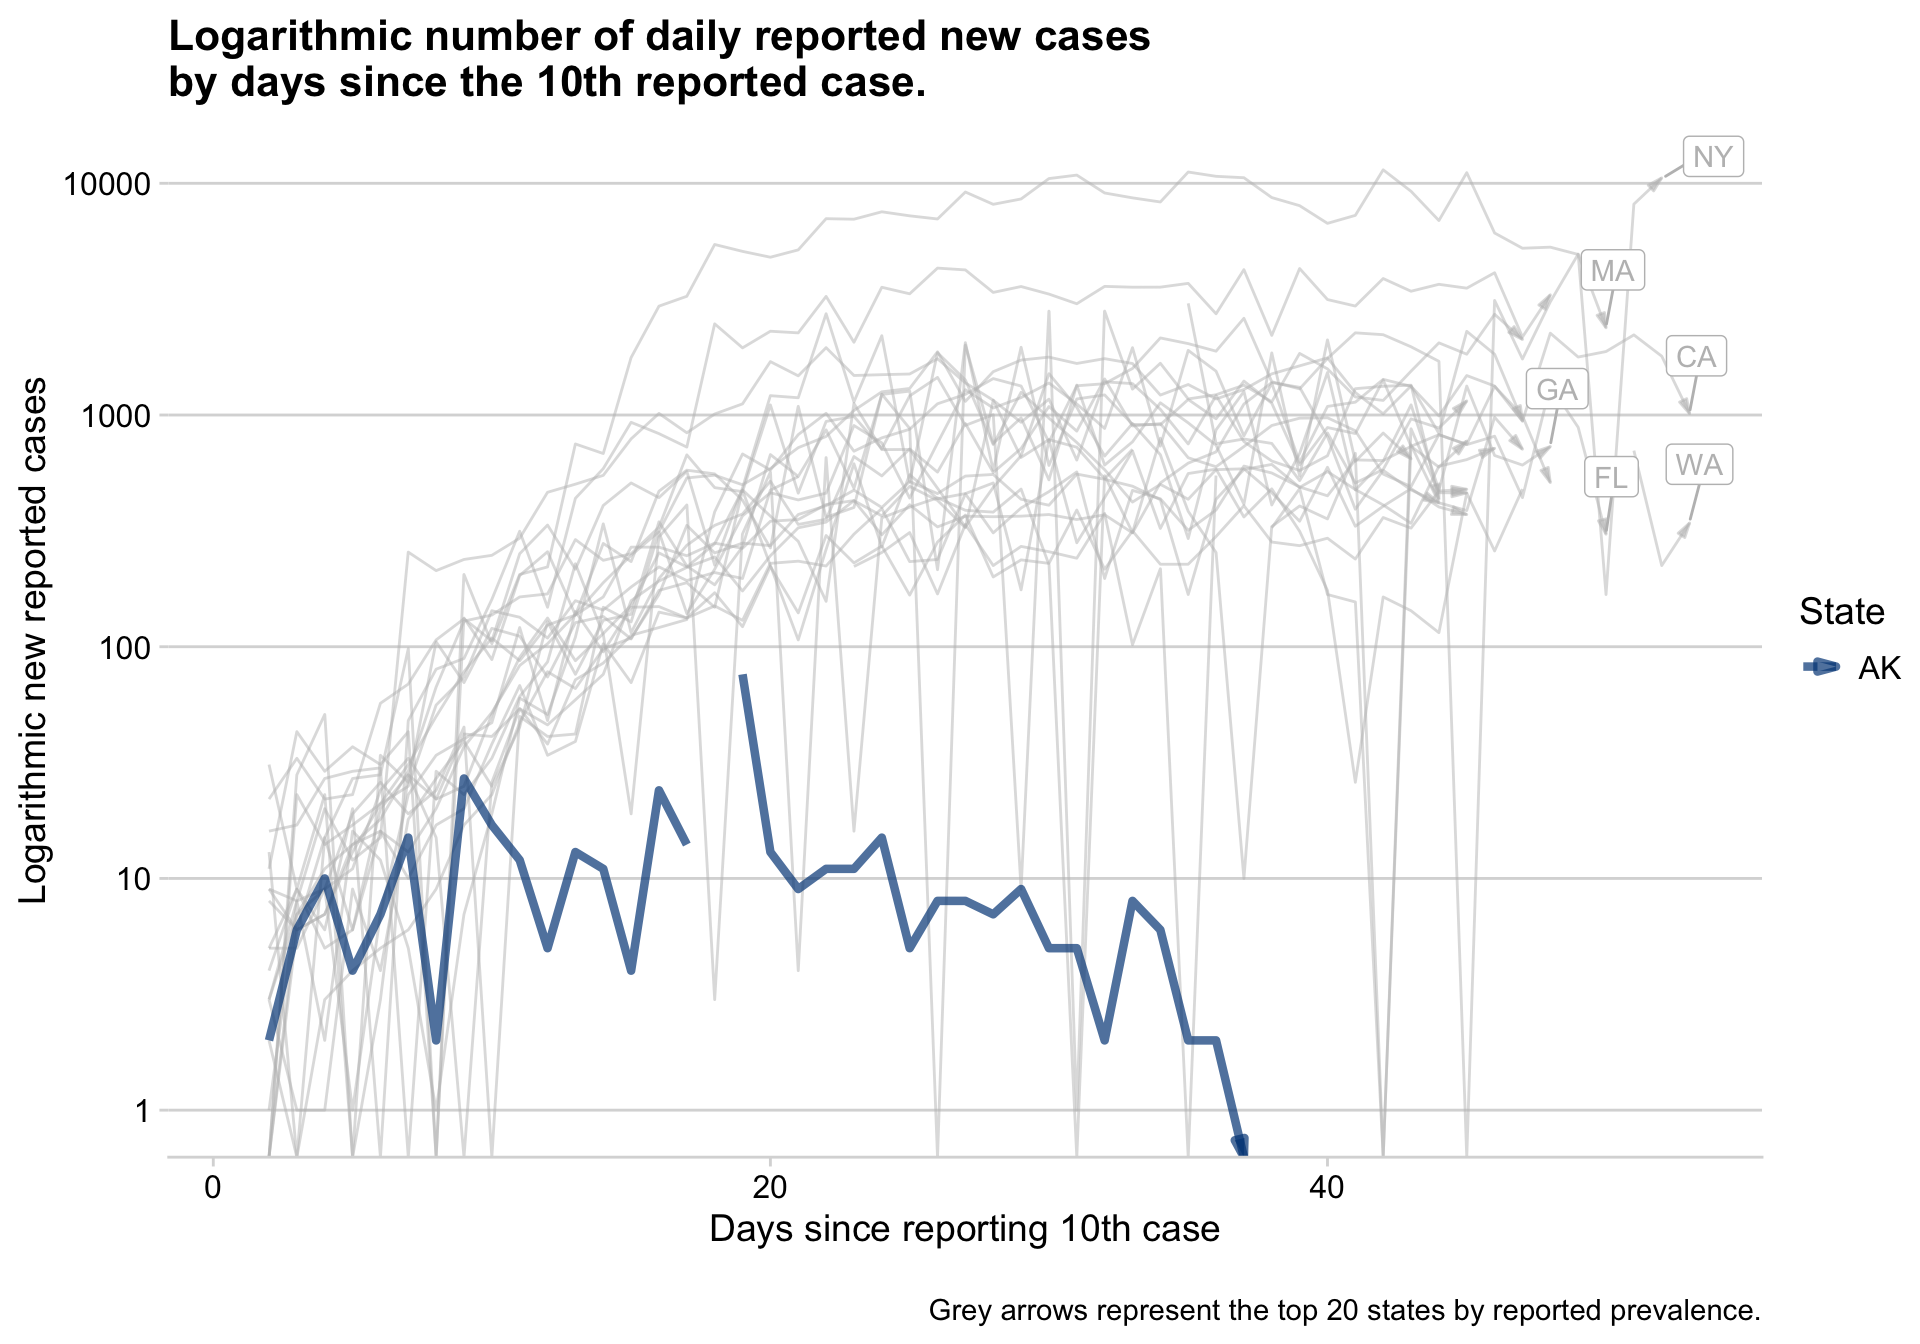 Logarithmic number of daily reported new cases
by days since the 10th reported case.
Logarithmic new reported cases
10000
1000
100
10
1
NY
MA
CA
GA
WA
FL
State
AK
0
20
40
Days since reporting 10th case
Grey arrows represent the top 20 states by reported prevalence.